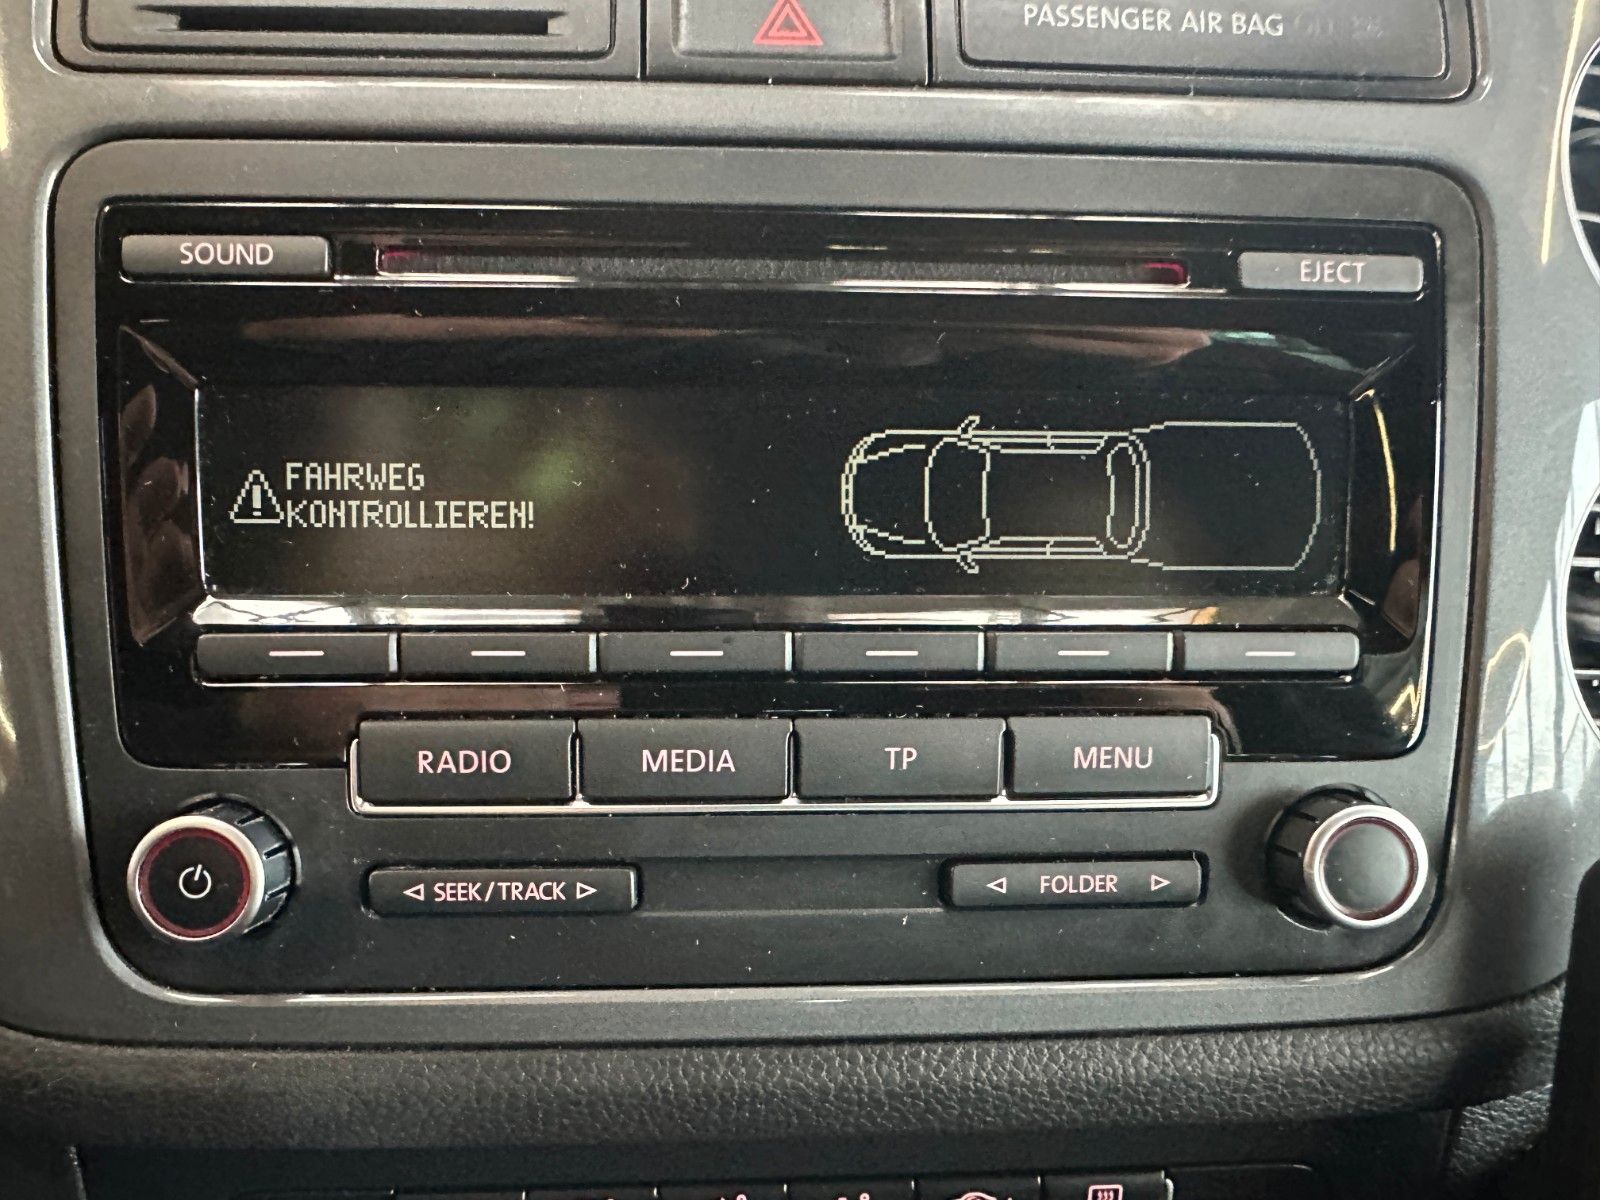 PASSENGER AIR BAG
SOUND
EJECT
FAHRWEG
KONTROLLIEREN!
RADIO
MEDIA
TP
MENU
SEEK/TRACK
FOLDER